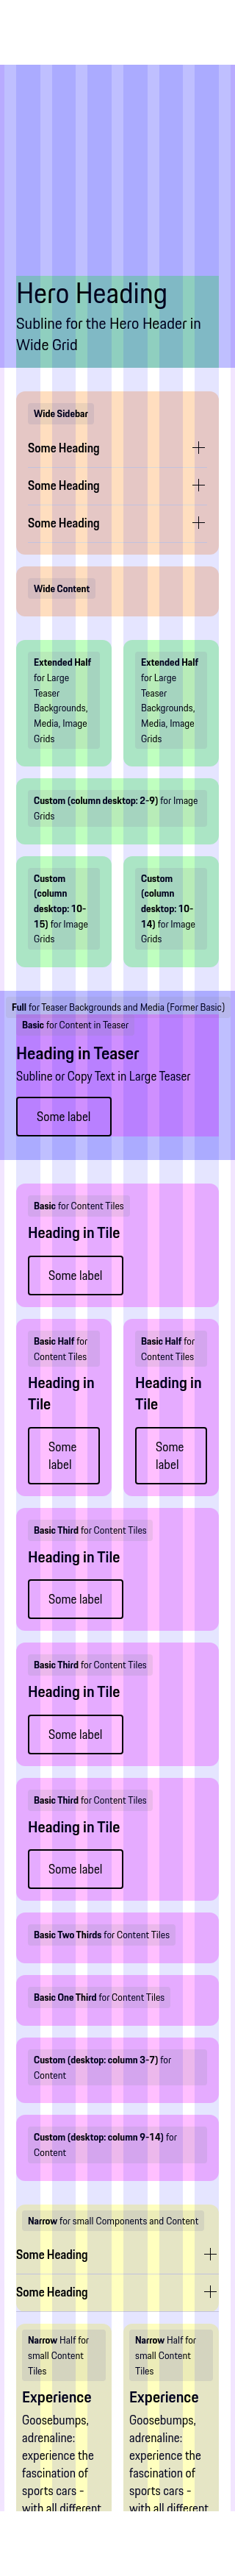 Hero Heading
Subline for the Hero Header in
Wide Grid
Wide Sidebar
Some Heading
Some Heading
Some Heading
Wide Content
Extended Half
for Large
Teaser
Backgrounds,
Media, Image
Grids
Extended Half
for Large
Teaser
Backgrounds,
Media, Image
Grids
Custom (column desktop: 2-9) for Image
Grids
Custom
(column
desktop: 10-
15) for Image
Grids
Custom
(column
desktop: 10-
14) for Image
Grids
Full for Teaser Backgrounds and Media (Former Basic)
Basic for Content in Teaser
Heading in Teaser
Subline or Copy Text in Large Teaser
Some label
Basic for Content Tiles
Heading in Tile
Some label
Basic Half for
Content Tiles
Heading in
Tile
Some
label
Basic Half for
Content Tiles
Heading in
Tile
Some
label
Basic Third for Content Tiles
Heading in Tile
Some label
Basic Third for Content Tiles
Heading in Tile
Some label
Basic Third for Content Tiles
Heading in Tile
Some label
Basic Two Thirds for Content Tiles
Basic One Third for Content Tiles
Custom (desktop: column 3-7) for
Content
Custom (desktop: column 9-14) for
Content
Narrow for small Components and Content
Some Heading
Some Heading
Narrow Half for
small Content
Tiles
Experience
Goosebumps,
adrenaline:
experience the
fascination of
sports cars -
with all different
Narrow Half for
small Content
Tiles
Experience
Goosebumps,
adrenaline:
experience the
fascination of
sports cars -
with all different